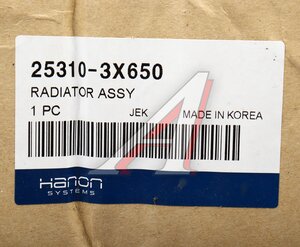 25310-3X650
RADIATOR ASSY
1 PC JEK MADE IN KOREA
Hanon
SYSTEMS